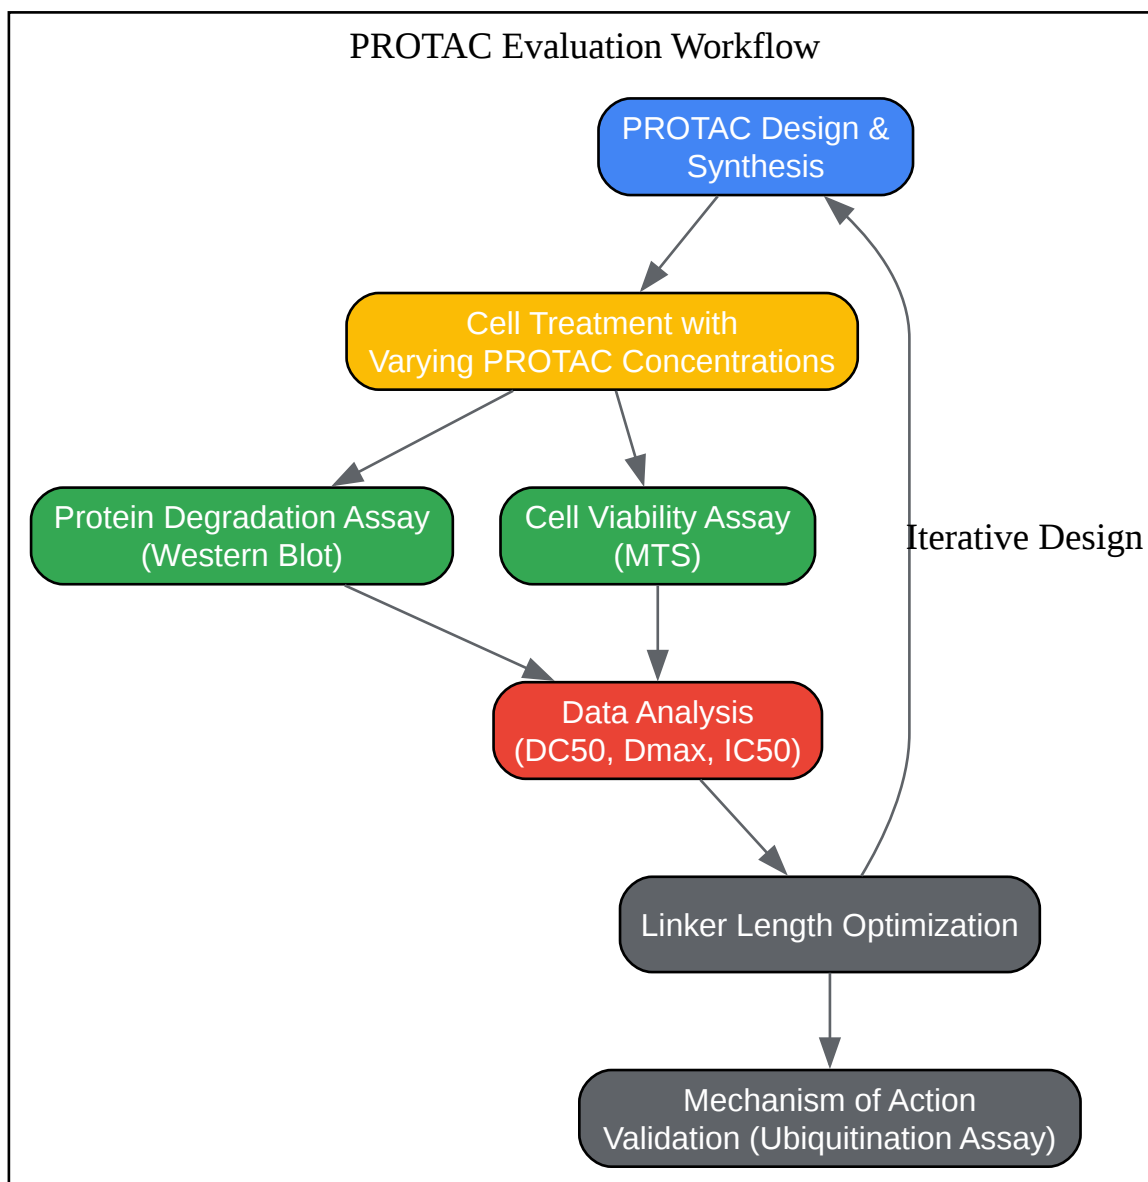 PROTAC Evaluation Workflow
PROTAC Design &
Synthesis
Cell Treatment with
Varying PROTAC Concentrations
Protein Degradation Assay
(Western Blot)
Cell Viability Assay
(MTS)
Iterative Design
Data Analysis
(DC50, Dmax, IC50)
Linker Length Optimization
Mechanism of Action
Validation (Ubiquitination Assay)